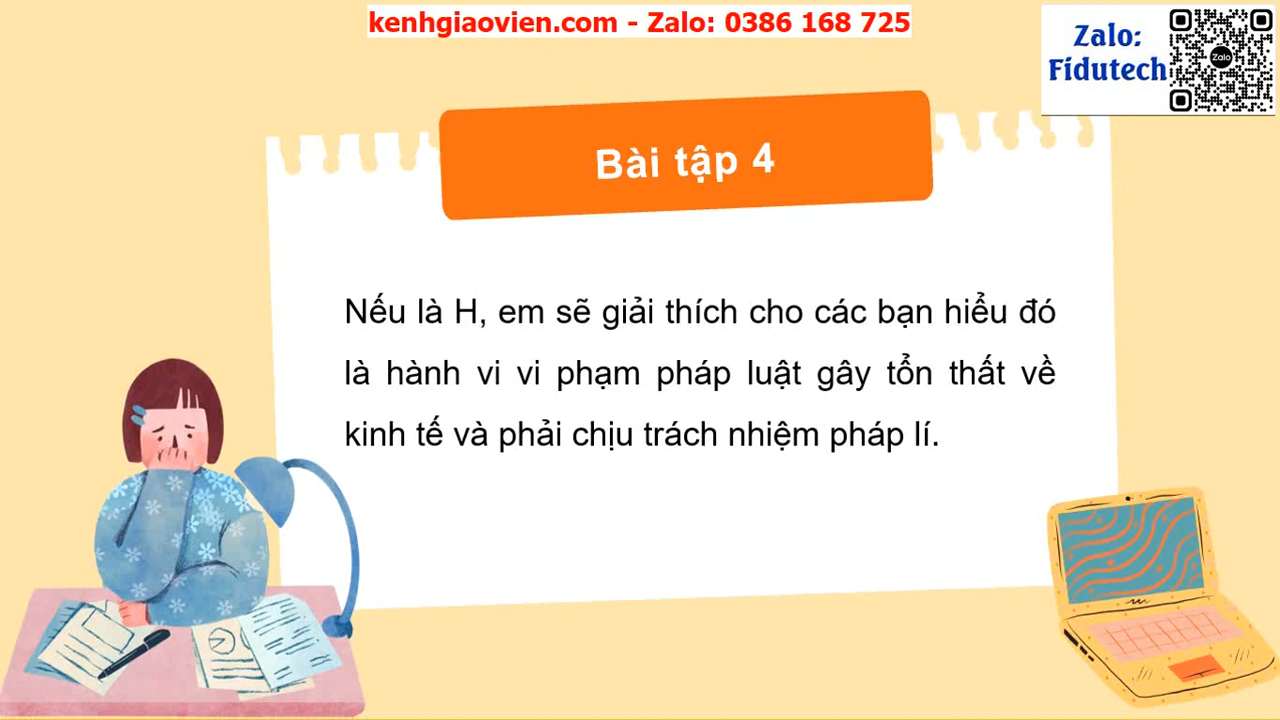 kenhgiaovien.com - Zalo: 0386 168 725
Zalo:
Fidutech
Zalo
Bài tập 4
Nếu là H, em sẽ giải thích cho các bạn hiểu đó
là hành vi vi phạm pháp luật gây tổn thất về
kinh tế và phải chịu trách nhiệm pháp lí.